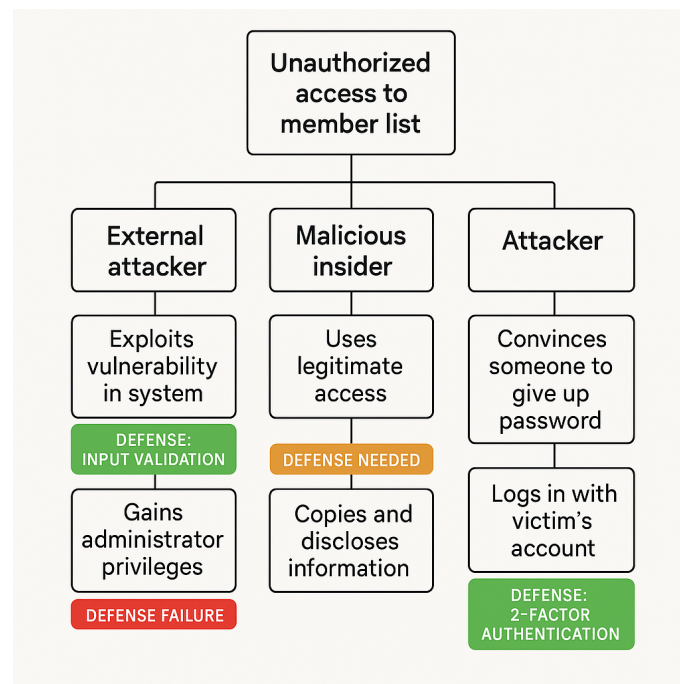 Unauthorized
access to
member list
External
attacker
Exploits
vulnerability
in system
DEFENSE:
INPUT VALIDATION
Gains
administrator
privileges
DEFENSE FAILURE
Malicious
insider
Uses
legitimate
access
DEFENSE NEEDED
Copies and
discloses
information
Attacker
Convinces
someone to
give up
password
Logs in with
victim's
account
DEFENSE:
2-FACTOR
AUTHENTICATION